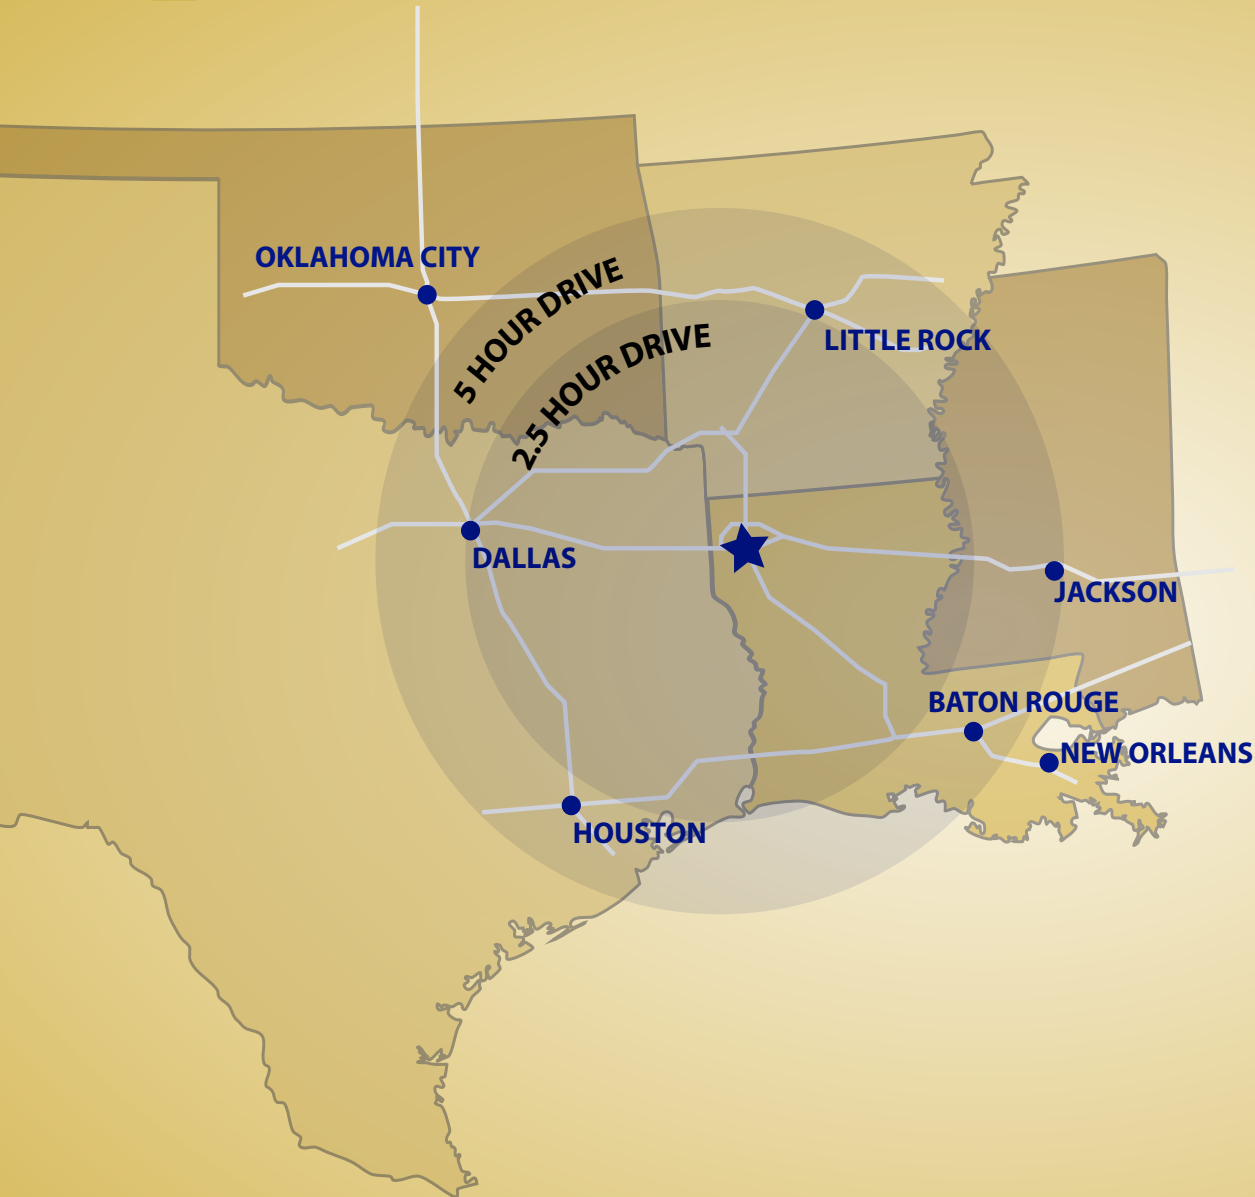 OKLAHOMA CITY
5 HOUR DRIVE
2.5 HOUR DRIVE
LITTLE ROCK
DALLAS
JACKSON
BATON ROUGE
NEW ORLEANS
HOUSTON